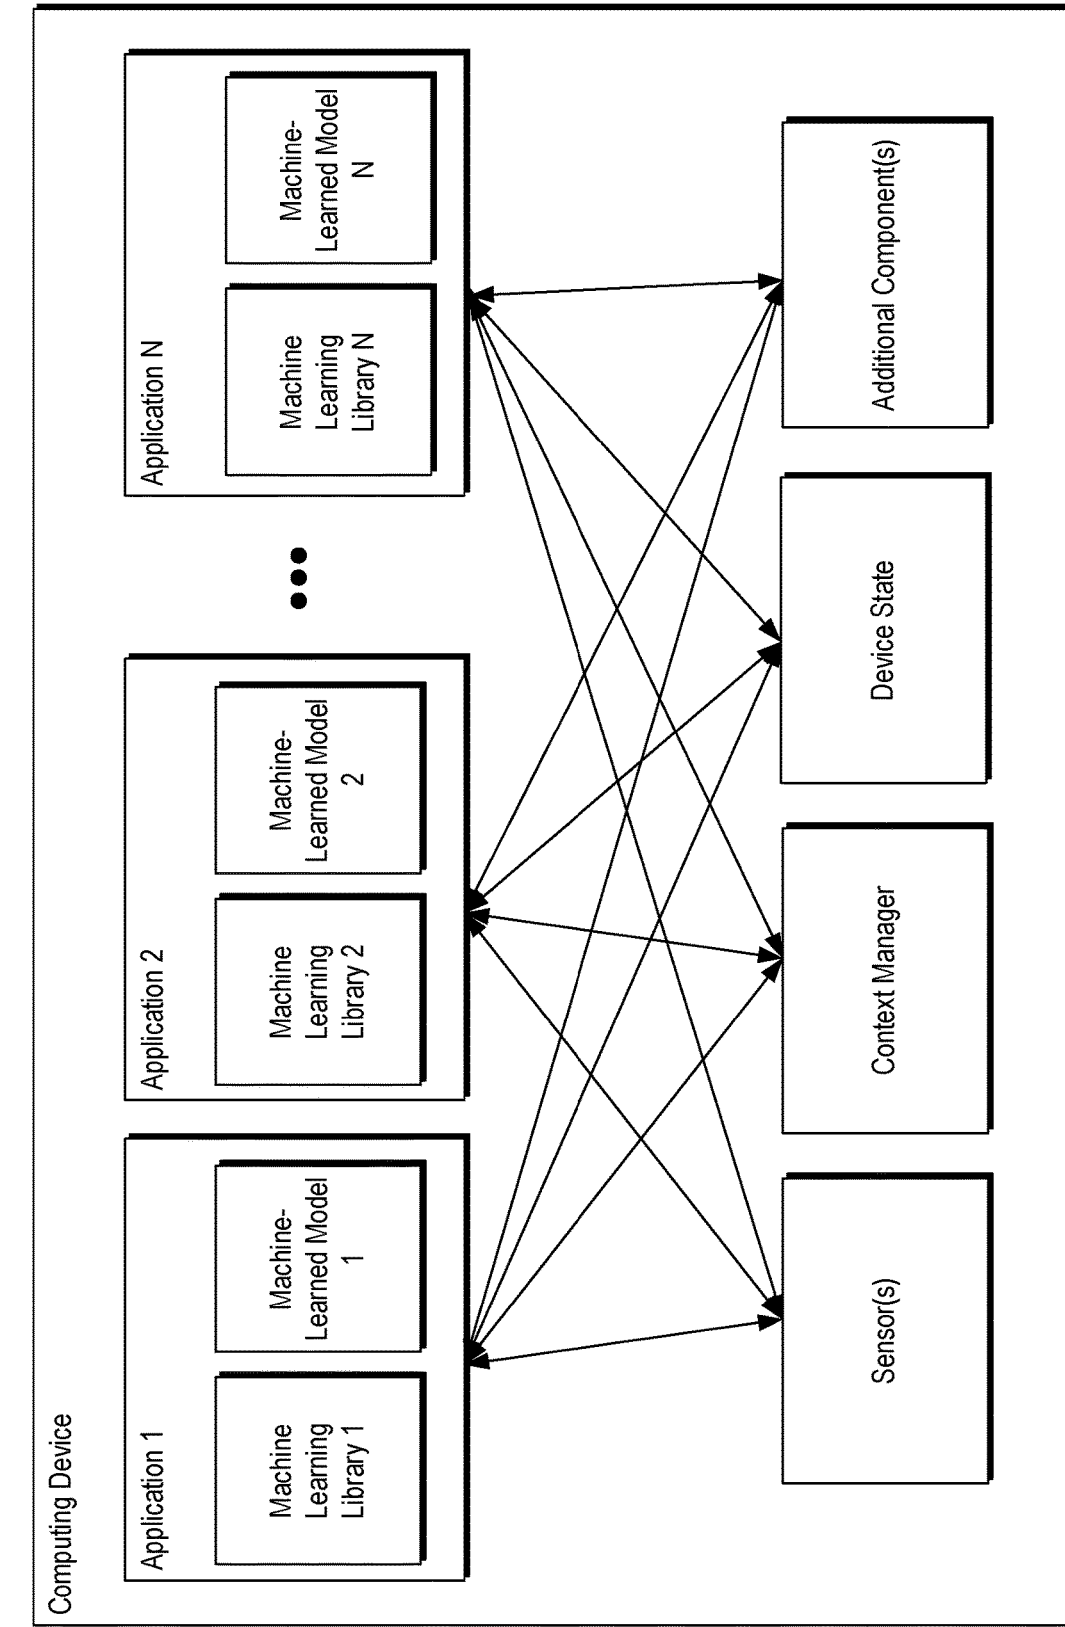 Computing Device
Application 1
Machine
Learning
Library 1
Machine-
Learned Model
1
Application 2
Machine
Learning
Library 2
Machine-
Learned Model
2
Application N
Machine
Learning
Library N
Machine-
Learned Model
N
Sensor(s)
Context Manager
Device State
Additional Component(s)